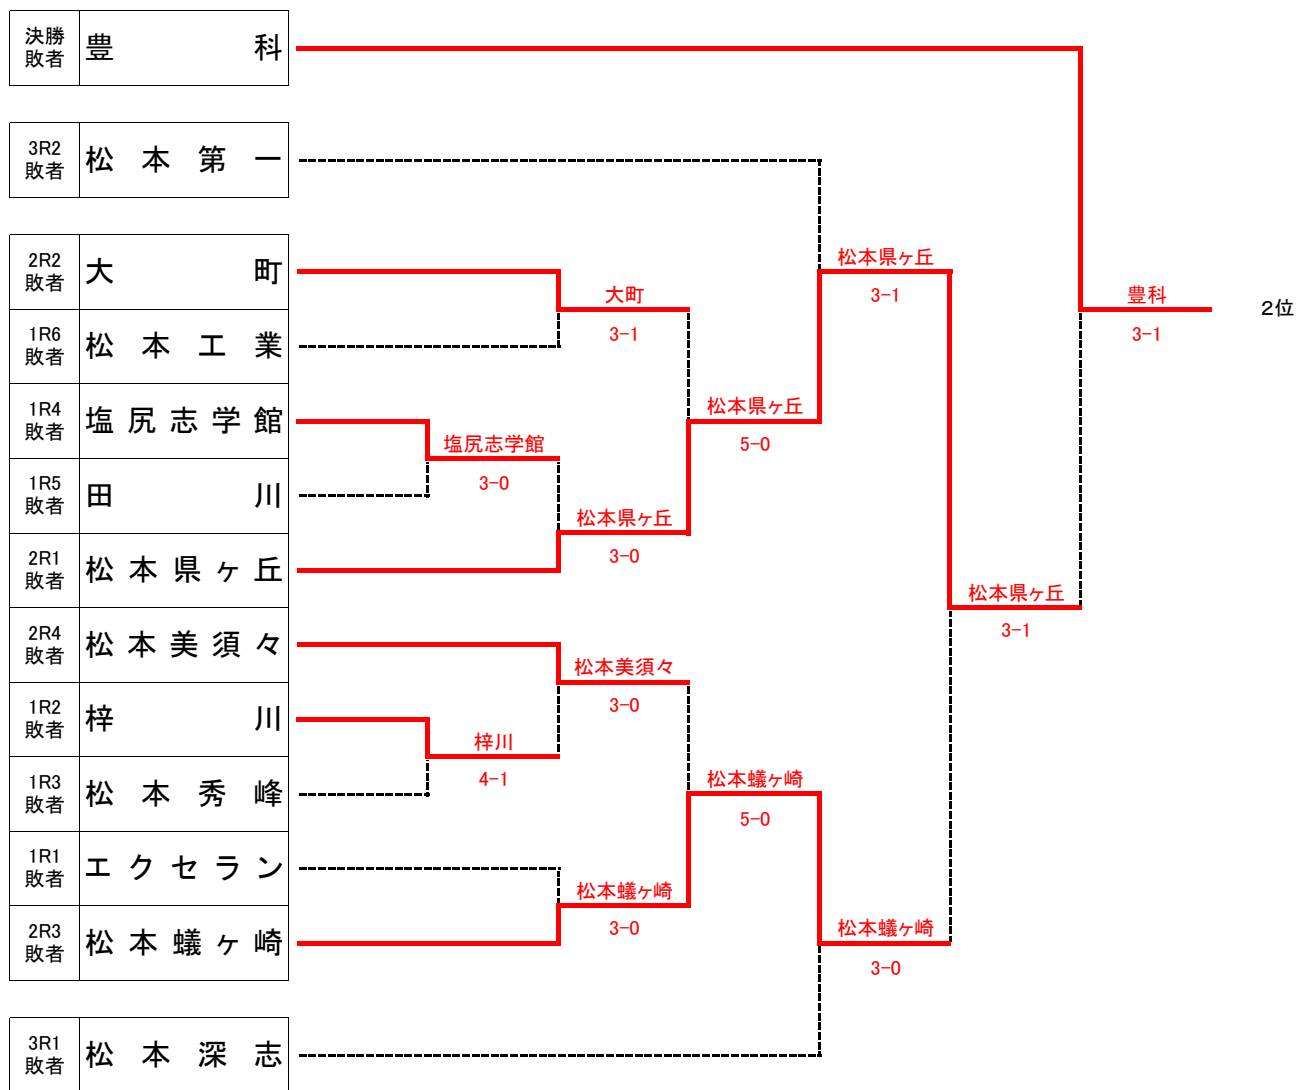 決勝
敗者
豊科
3R2
敗者
松本第一
2R2
敗者
大町
1R6
敗者
松本工業
1R4
敗者
塩尻志学館
1R5
敗者
田川
2R1
敗者
松本県ヶ丘
2R4
敗者
松本美須々
1R2
敗者
梓川
1R3
敗者
松本秀峰
1R1
敗者
エクセラン
2R3
敗者
松本蟻ヶ崎
3R1
敗者
松本深志
塩尻志学館
3-0
梓川
4-1
大町
3-1
松本県ヶ丘
3-0
松本美須々
3-0
松本蟻ヶ崎
3-0
松本県ヶ丘
5-0
松本蟻ヶ崎
5-0
松本県ヶ丘
3-1
松本蟻ヶ崎
3-0
松本県ヶ丘
3-1
豊科
3-1
2位